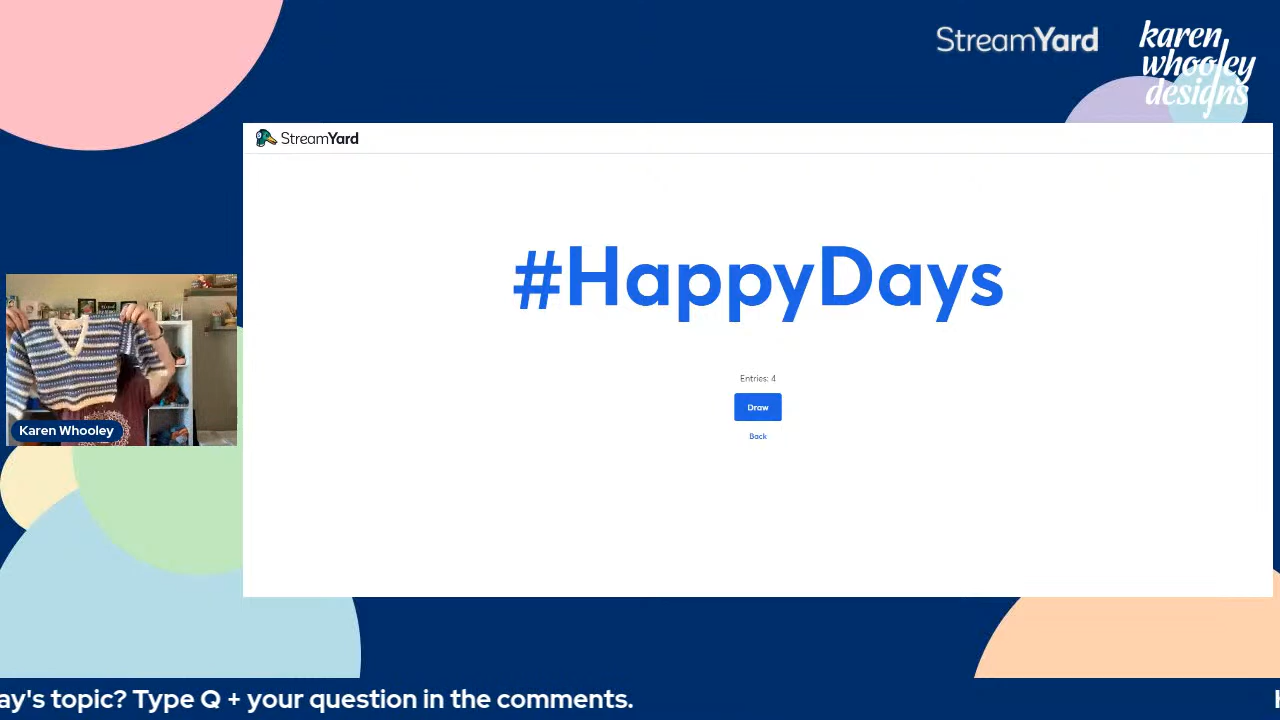 StreamYard
karen
whooley
designs
StreamYard
#HappyDays
Entries: 4
Draw
Back
Karen Whooley
ay's topic? Type Q + your question in the comments.